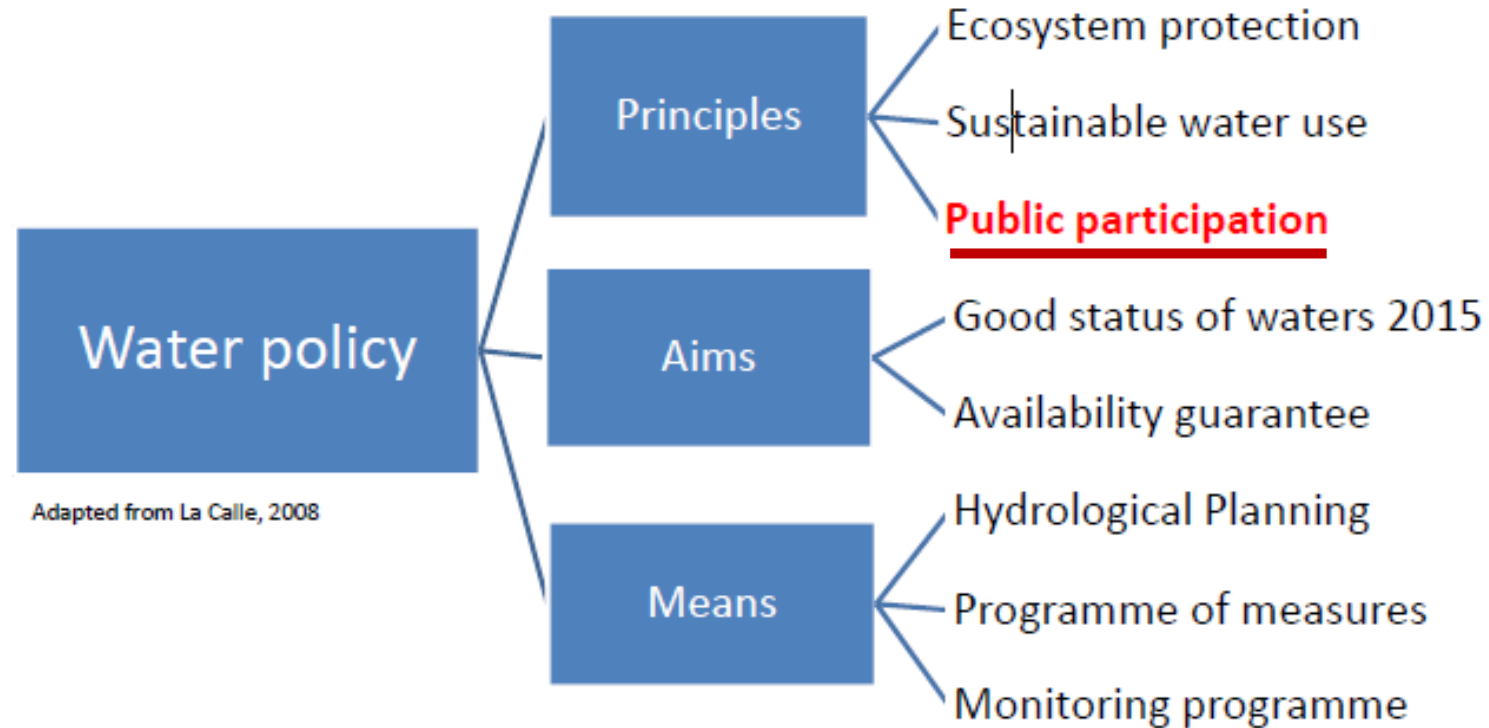 Water policy
Adapted from La Calle, 2008
Principles
Ecosystem protection
Sustainable water use
Public participation
Aims
Good status of waters 2015
Availability guarantee
Means
Hydrological Planning
Programme of measures
Monitoring programme